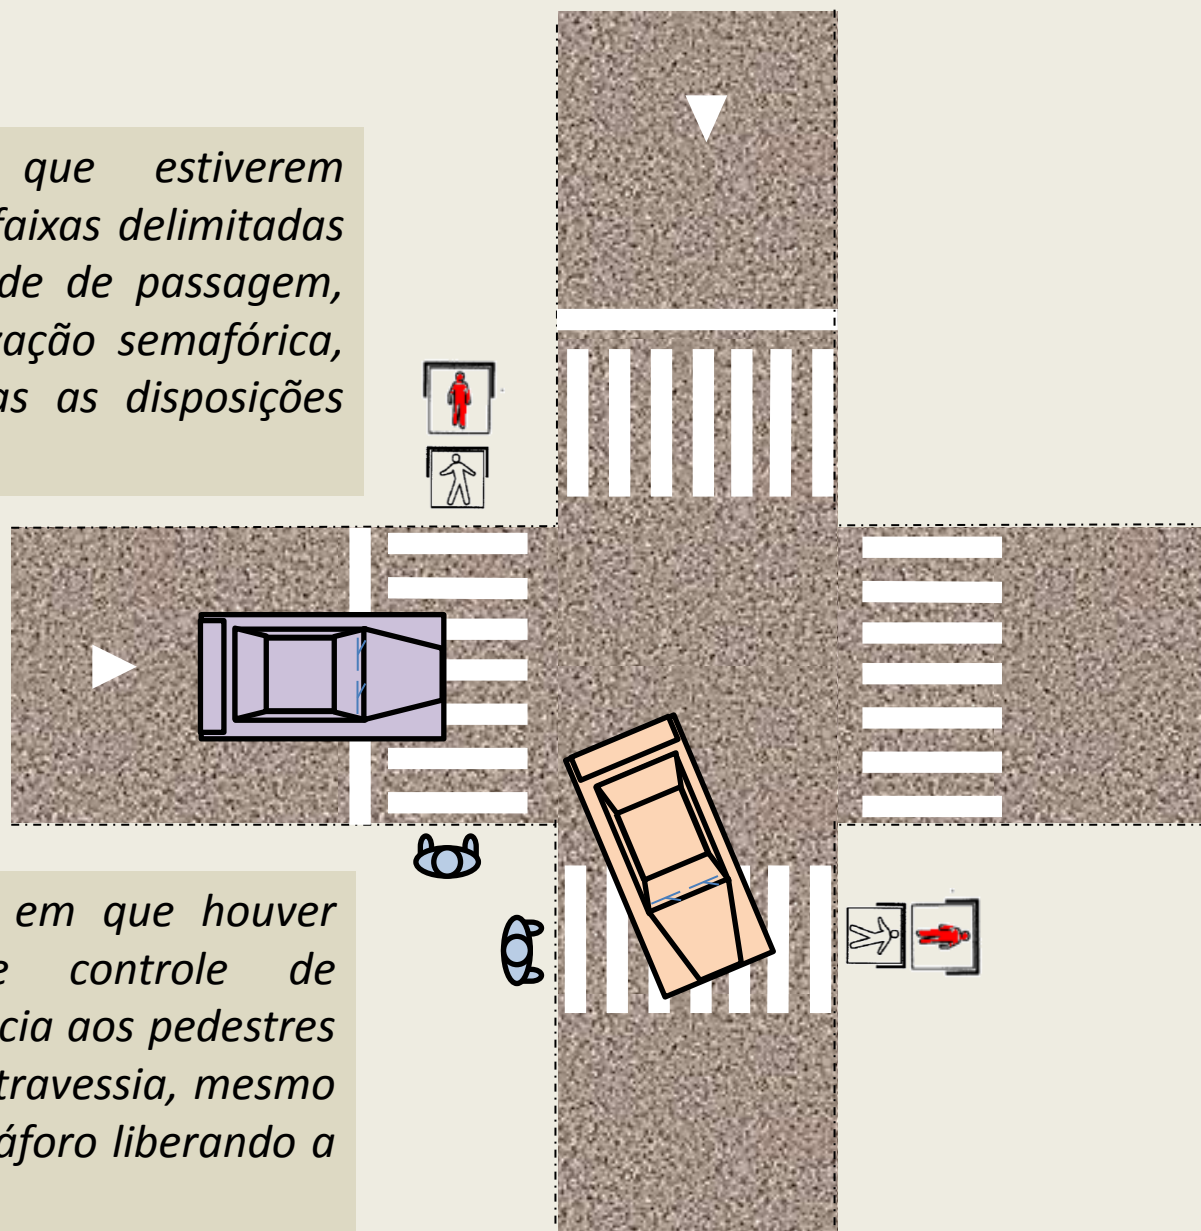 que estiverem
faixas delimitadas
de de passagem,
ação semafórica,
as as disposições
em que houver
e controle de
cia aos pedestres
travessia, mesmo
áforo liberando a